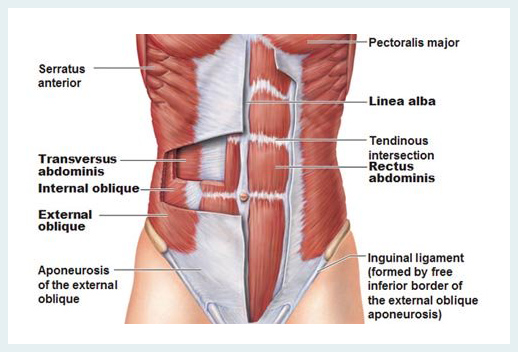 Serratus
anterior
Transversus
abdominis
Internal oblique
External
oblique
Aponeurosis
of the external
oblique
Pectoralis major
Linea alba
Tendinous
intersection
Rectus
abdominis
Inguinal ligament
(formed by free
inferior border of
the external oblique
aponeurosis)